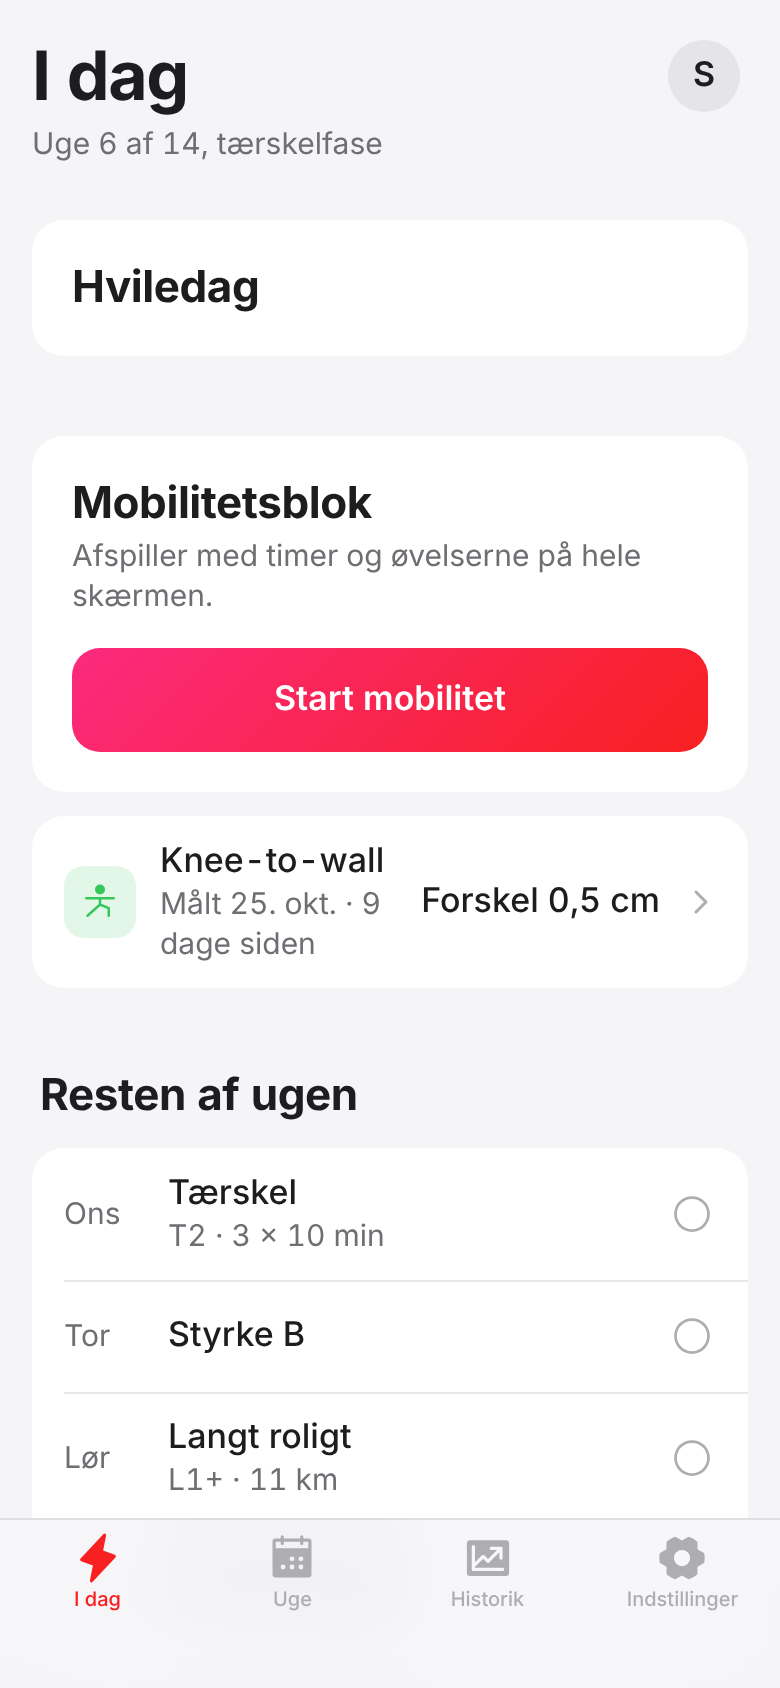 I dag
S
Uge 6 af 14, tærskelfase
Hviledag
Mobilitetsblok
Afspiller med timer og øvelserne på hele
skærmen.
Start mobilitet
Knee-to-wall
Målt 25. okt. · 9
dage siden
Forskel 0,5 cm
Resten af ugen
Ons
Tærskel
T2 · 3 × 10 min
Tor
Styrke B
Lør
Langt roligt
L1+ · 11 km
I dag
Uge
Historik
Indstillinger